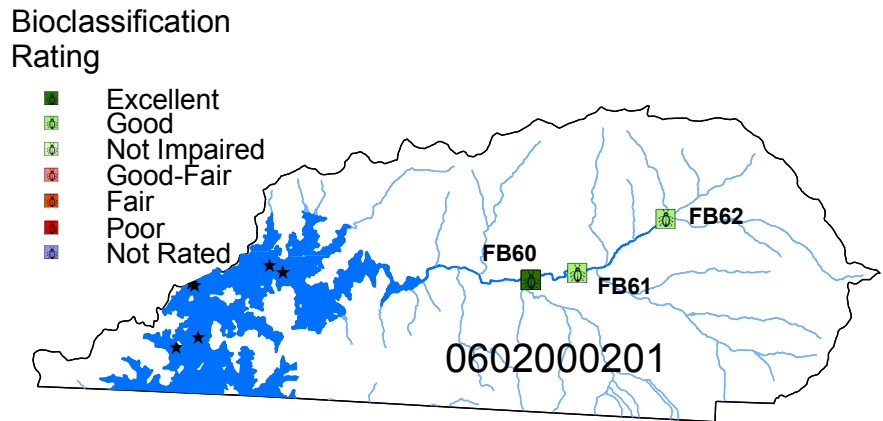 Bioclassification
Rating
Excellent
Good
Not Impaired
Good-Fair
Fair
Poor
Not Rated
FB62
FB60
FB61
0602000201